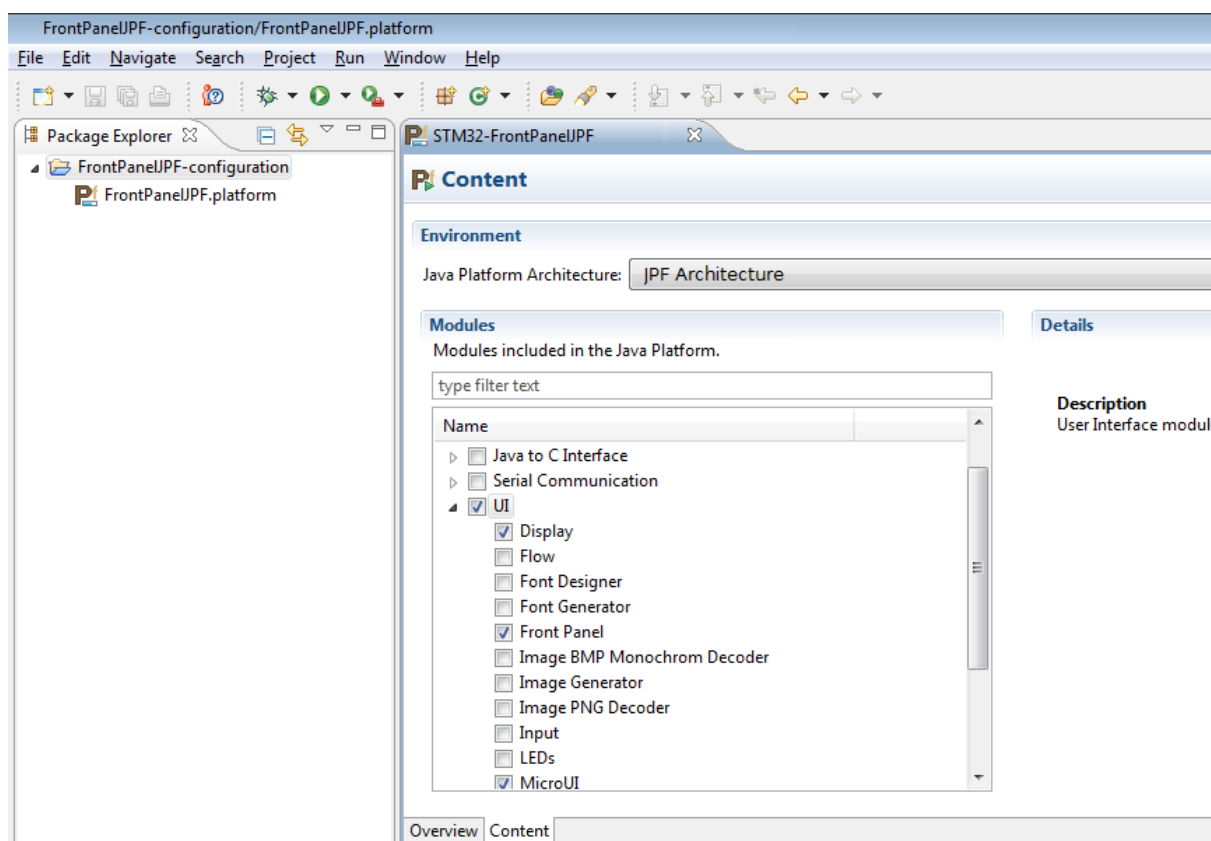 FrontPanelJPF-configuration/FrontPanelJPF.platform
File Edit Navigate Search Project Run Window Help
Package Explorer
STM32-FrontPanelJPF
FrontPanelJPF-configuration
FrontPanelJPF.platform
Content
Environment
Java Platform Architecture: JPF Architecture
Modules
Modules included in the Java Platform.
type filter text
Name
Java to C Interface
Serial Communication
UI
Display
Flow
Font Designer
Font Generator
Front Panel
Image BMP Monochrom Decoder
Image Generator
Image PNG Decoder
Input
LEDs
MicroUI
Details
Description
User Interface modul
Overview Content